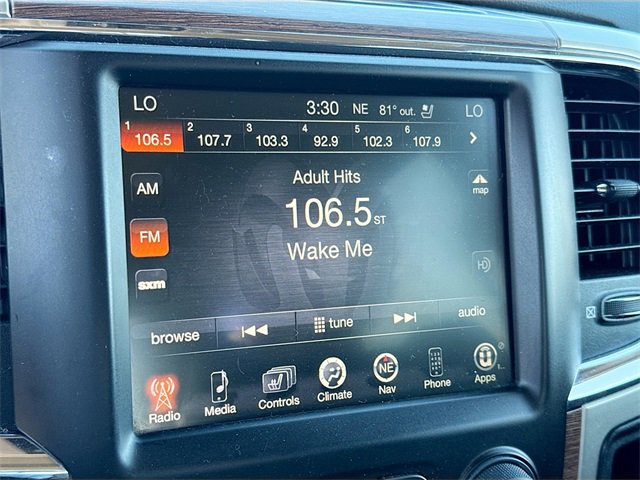 LO 3:30 NE 81° out. LO
1 106.5 2 107.7 3 103.3 4 92.9 5 102.3 6 107.9
AM
FM
sxm
Adult Hits
106.5 ST
Wake Me
map
HD
browse tune audio
Radio Media Controls Climate NE Nav Phone Apps